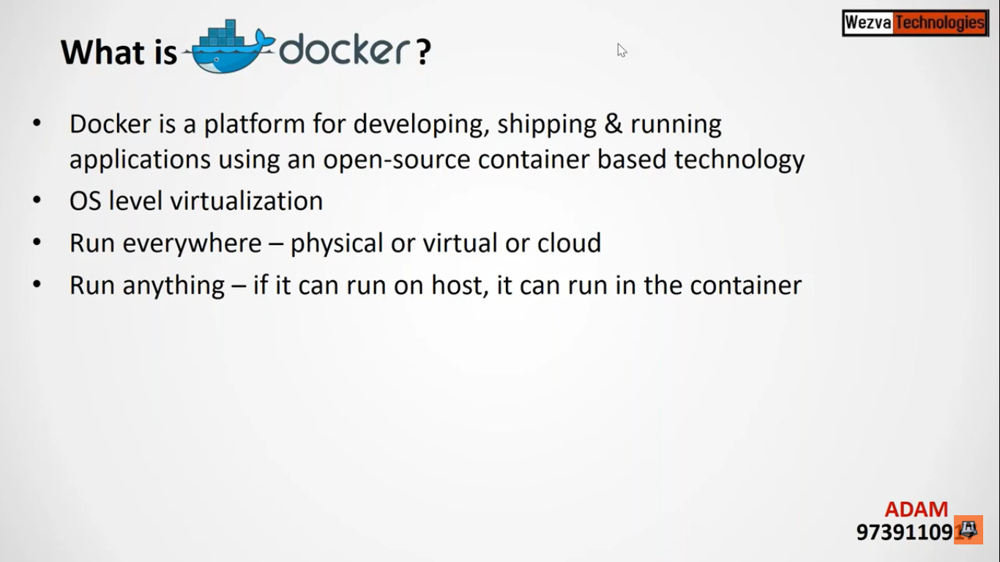 Wezva Technologies
What is docker ?
• Docker is a platform for developing, shipping & running
applications using an open-source container based technology
• OS level virtualization
• Run everywhere – physical or virtual or cloud
• Run anything – if it can run on host, it can run in the container
ADAM